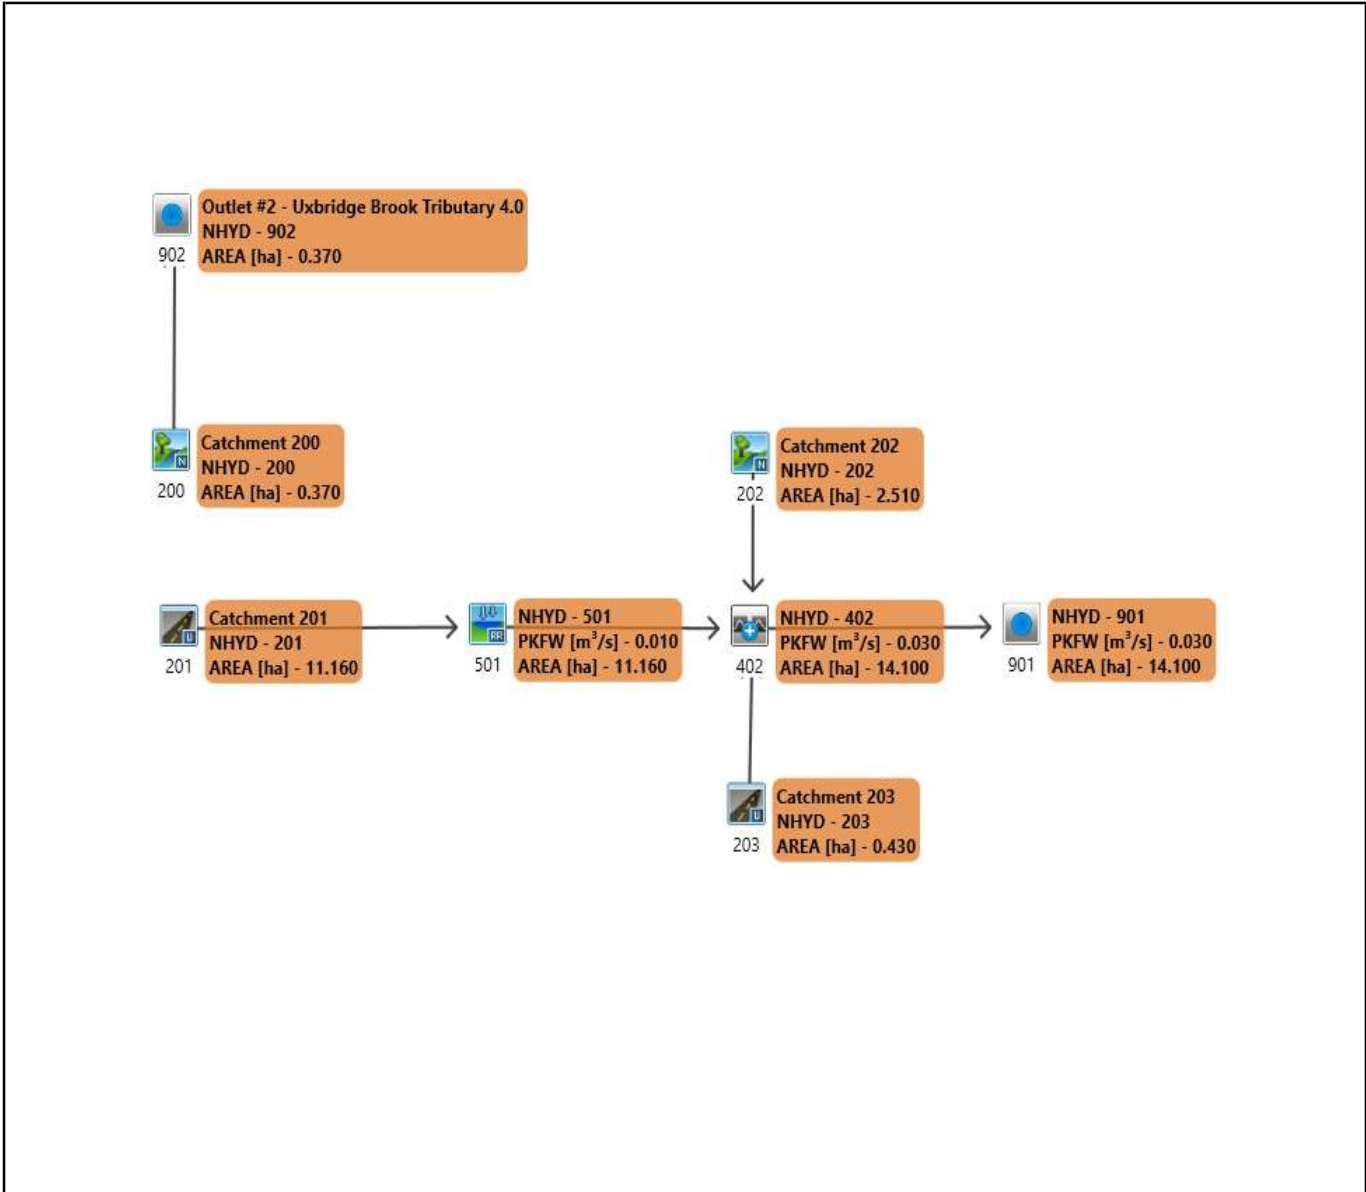 Outlet #2 - Uxbridge Brook Tributary 4.0
NHYD - 902
AREA [ha] - 0.370
902
Catchment 200
NHYD - 200
AREA [ha] - 0.370
N
200
Catchment 202
NHYD - 202
AREA [ha] - 2.510
N
202
Catchment 201
NHYD - 201
AREA [ha] - 11.160
U
201
NHYD - 501
PKFW [m³/s] - 0.010
AREA [ha] - 11.160
RR
501
NHYD - 402
PKFW [m³/s] - 0.030
AREA [ha] - 14.100
402
NHYD - 901
PKFW [m³/s] - 0.030
AREA [ha] - 14.100
901
Catchment 203
NHYD - 203
AREA [ha] - 0.430
U
203